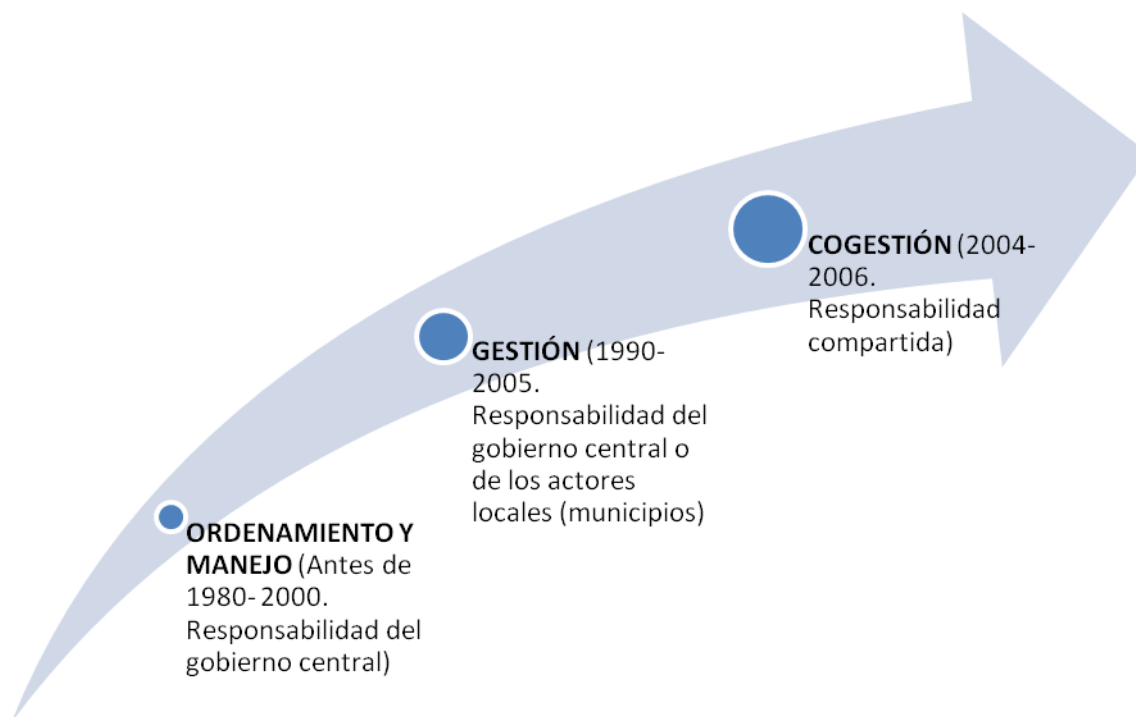 COGESTIÓN (2004-
2006.
Responsabilidad
compartida)
GESTIÓN (1990-
2005.
Responsabilidad del
gobierno central o
de los actores
locales (municipios)
ORDENAMIENTO Y
MANEJO (Antes de
1980- 2000.
Responsabilidad del
gobierno central)